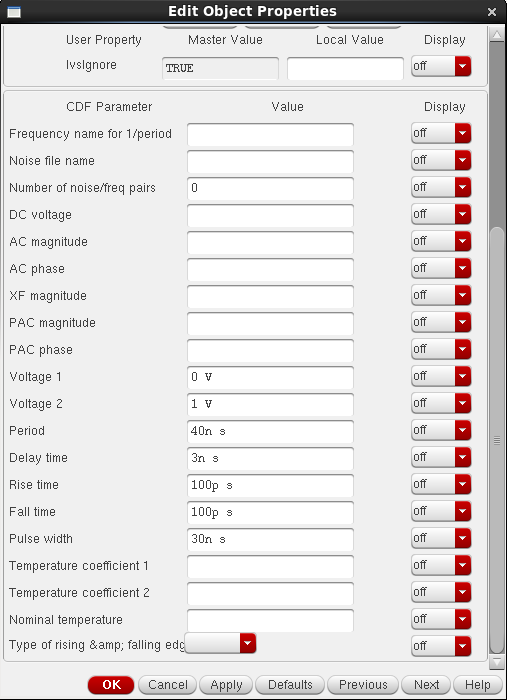 Edit Object Properties
User Property Master Value Local Value Display
lvsIgnore TRUE off
CDF Parameter Value Display
Frequency name for 1/period off
Noise file name off
Number of noise/freq pairs 0 off
DC voltage off
AC magnitude off
AC phase off
XF magnitude off
PAC magnitude off
PAC phase off
Voltage 1 0 V off
Voltage 2 1 V off
Period 40n s off
Delay time 3n s off
Rise time 100p s off
Fall time 100p s off
Pulse width 30n s off
Temperature coefficient 1 off
Temperature coefficient 2 off
Nominal temperature off
Type of rising &amp; falling edg off
OK Cancel Apply Defaults Previous Next Help